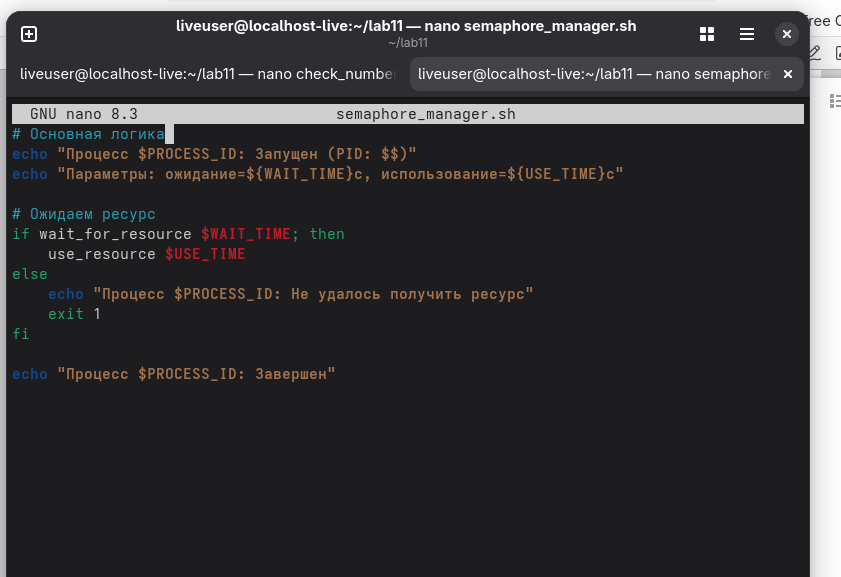 liveuser@localhost-live:~/lab11 — nano semaphore_manager.sh
~/lab11
liveuser@localhost-live:~/lab11 — nano check_number
liveuser@localhost-live:~/lab11 — nano semaphore
GNU nano 8.3 semaphore_manager.sh
# Основная логика
echo "Процесс $PROCESS_ID: Запущен (PID: $$)"
echo "Параметры: ожидание=${WAIT_TIME}с, использование=${USE_TIME}с"
# Ожидаем ресурс
if wait_for_resource $WAIT_TIME; then
    use_resource $USE_TIME
else
    echo "Процесс $PROCESS_ID: Не удалось получить ресурс"
    exit 1
fi
echo "Процесс $PROCESS_ID: Завершен"